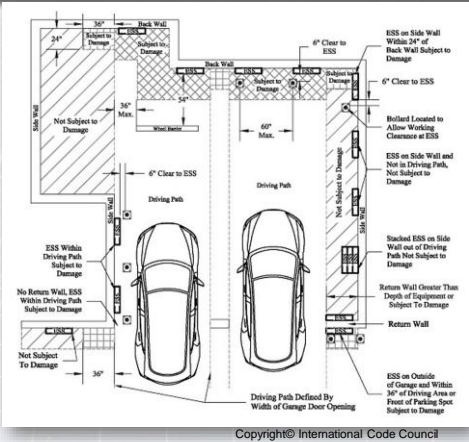 36"
Back Wall
ESS
24"
Subject to
Damage
Subject to
Damage
Back Wall
ESS
ESS
ESS
6" Clear to
ESS
ESS on Side Wall
Within 24" of
Back Wall Subject to
Damage
Subject to
Damage
Subject to
Damage
ESS
6" Clear to ESS
Side Wall
Not Subject to
Damage
36"
Max.
54"
Wheel Barrier
60"
Max.
Bollard Located to
Allow Working
Clearance at ESS
ESS
ESS on Side Wall and
Not in Driving Path,
Not Subject to
Damage
6" Clear to ESS
Side Wall
Driving Path
Driving Path
Not Subject to Damage
ESS
Side Wall
ESS
ESS Within
Driving Path
Subject to
Damage
Stacked ESS on Side
Wall out of Driving
Path Not Subject to
Damage
ESS
No Return Wall, ESS
Within Driving Path
Subject to Damage
Return Wall Greater Than
Depth of Equipment or
Subject To Damage
ESS
Return Wall
ESS
ESS
Not Subject
To Damage
36"
ESS on Outside
of Garage and Within
36" of Driving Area or
Front of Parking Spot
Subject to Damage
Driving Path Defined By
Width of Garage Door Opening
Copyright© International Code Council